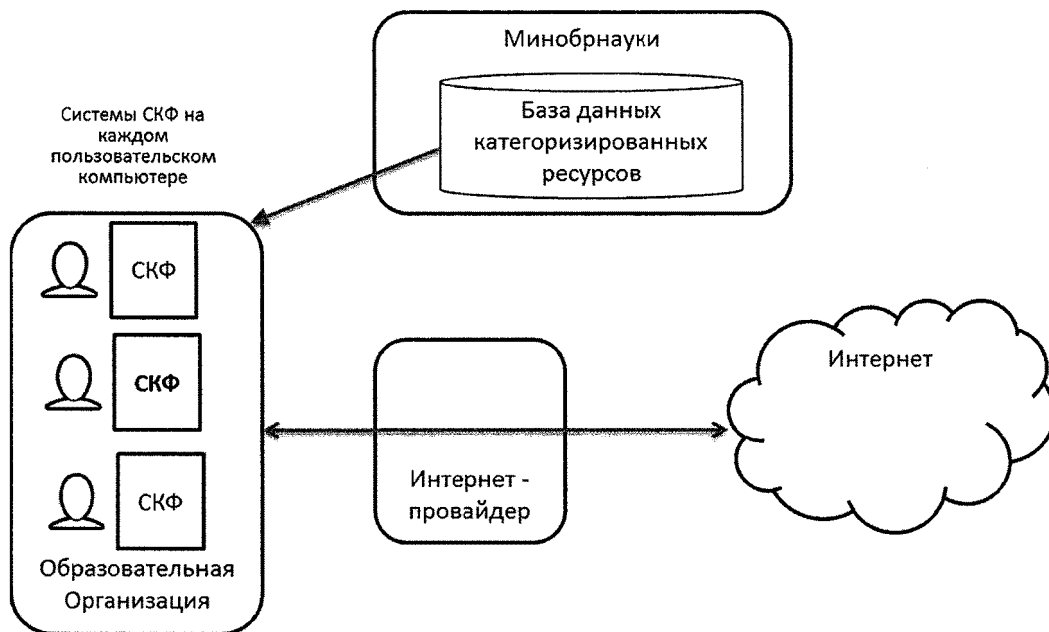 Минобрнауки
База данных
категоризированных
ресурсов
Системы СКФ на
каждом
пользовательском
компьютере
СКФ
СКФ
СКФ
Образовательная
Организация
Интернет -
провайдер
Интернет